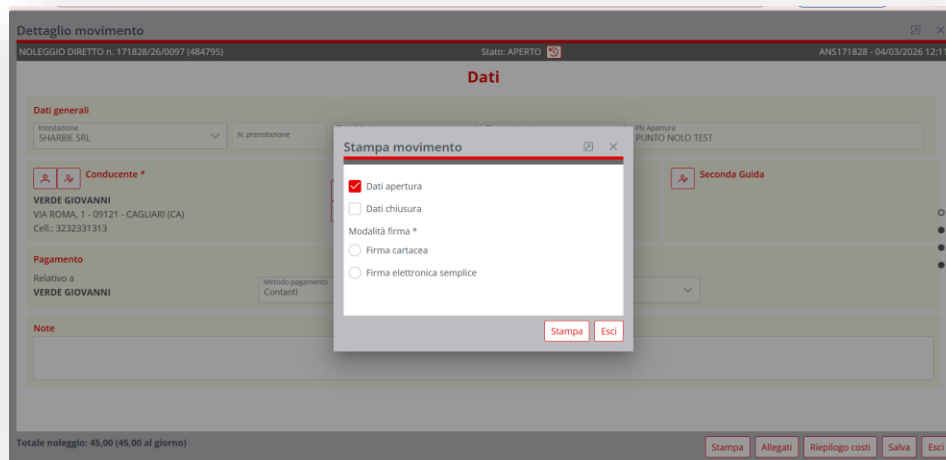 Dettaglio movimento
NOLEGGIO DIRETTO n. 171828/26/0097 (484795) Stato: APERTO ANS171828 - 04/03/2026 12:11
Dati
Dati generali
Intestazione
SHARBIE SRL
N. prenotazione
PN Apertura
PUNTO NOLO TEST
Conducente *
VERDE GIOVANNI
VIA ROMA, 1 - 09121 - CAGLIARI (CA)
Cell.: 3232331313
Seconda Guida
Stampa movimento
Dati apertura
Dati chiusura
Modalità firma *
Firma cartacea
Firma elettronica semplice
Stampa Esci
Pagamento
Relativo a
VERDE GIOVANNI
Metodo pagamento
Contanti
Note
Totale noleggio: 45,00 (45,00 al giorno)
Stampa Allegati Riepilogo costi Salva Esci